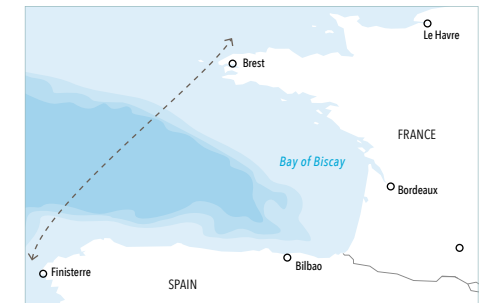 Le Havre
Brest
FRANCE
Bay of Biscay
Bordeaux
Bilbao
Finisterre
SPAIN